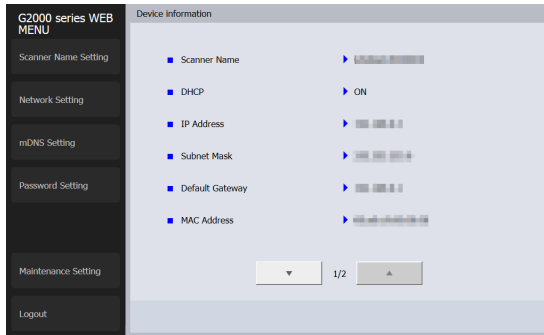 G2000 series WEB
MENU
Scanner Name Setting
Network Setting
mDNS Setting
Password Setting
Maintenance Setting
Logout
Device information
Scanner Name
DHCP ON
IP Address
Subnet Mask
Default Gateway
MAC Address
1/2